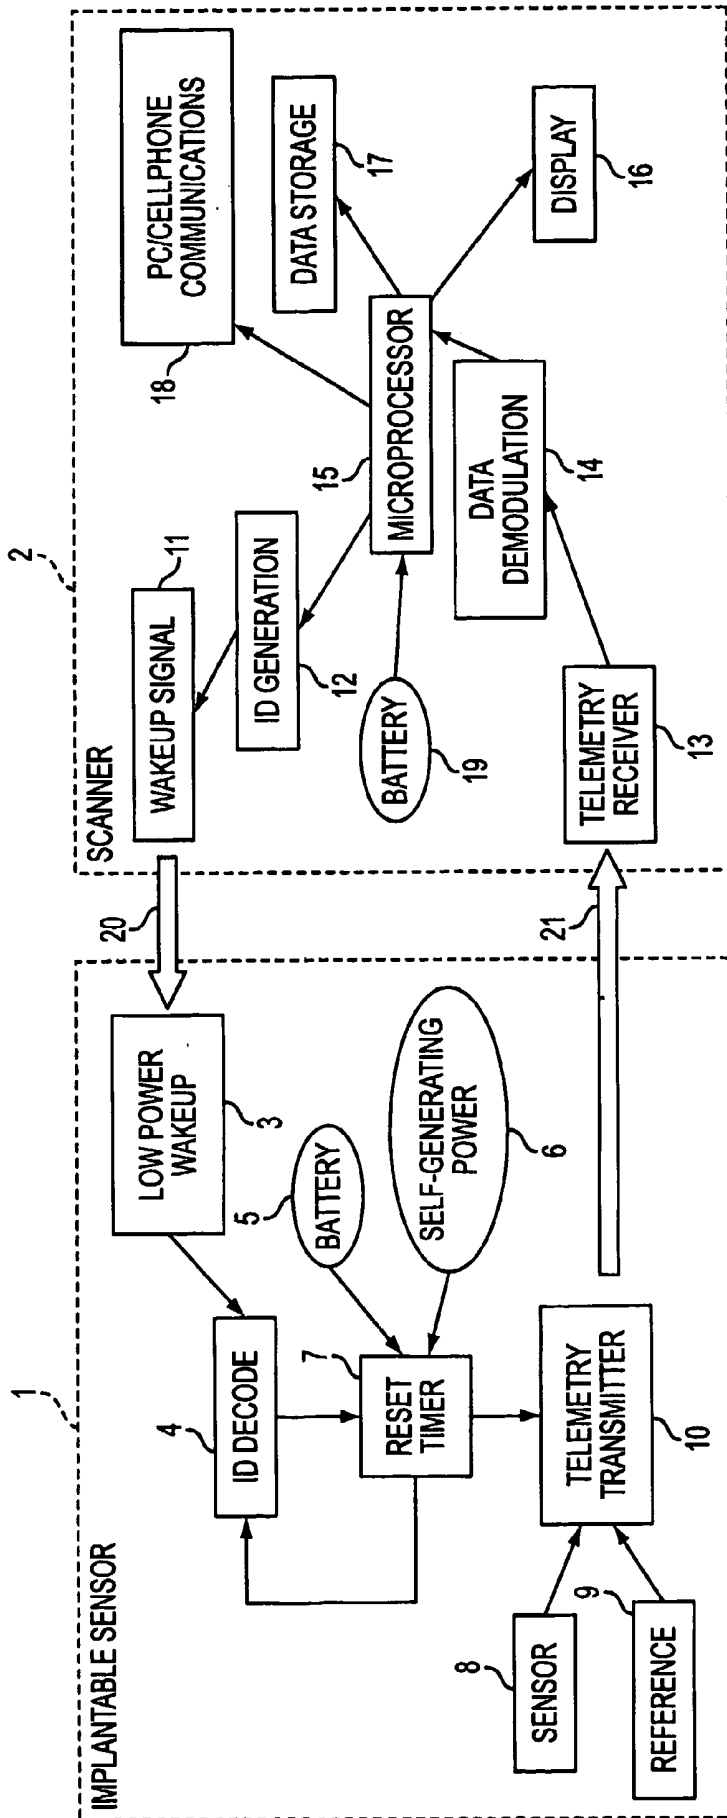 1
IMPLANTABLE SENSOR
LOW POWER
WAKEUP
3
4
ID DECODE
5
BATTERY
7
RESET
TIMER
SELF-GENERATING
POWER
6
8
SENSOR
9
REFERENCE
TELEMETRY
TRANSMITTER
10
20
21
2
SCANNER
WAKEUP SIGNAL
11
ID GENERATION
12
PC/CELLPHONE
COMMUNICATIONS
18
DATA STORAGE
17
15
MICROPROCESSOR
BATTERY
19
DATA
DEMODULATION
14
DISPLAY
16
TELEMETRY
RECEIVER
13